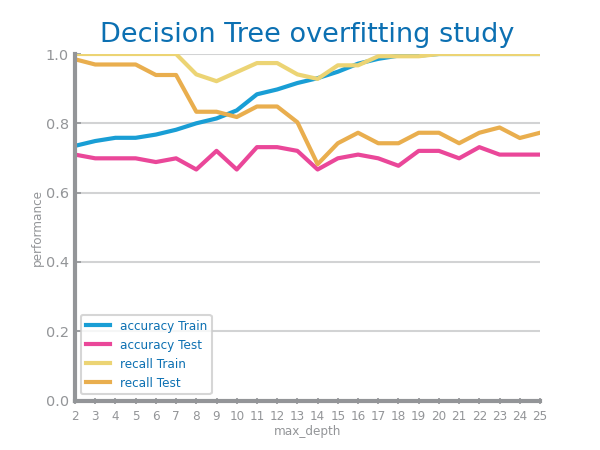 Decision Tree overfitting study
1.0
0.8
0.6
0.4
0.2
0.0
performance
accuracy Train
accuracy Test
recall Train
recall Test
2 3 4 5 6 7 8 9 10 11 12 13 14 15 16 17 18 19 20 21 22 23 24 25
max_depth